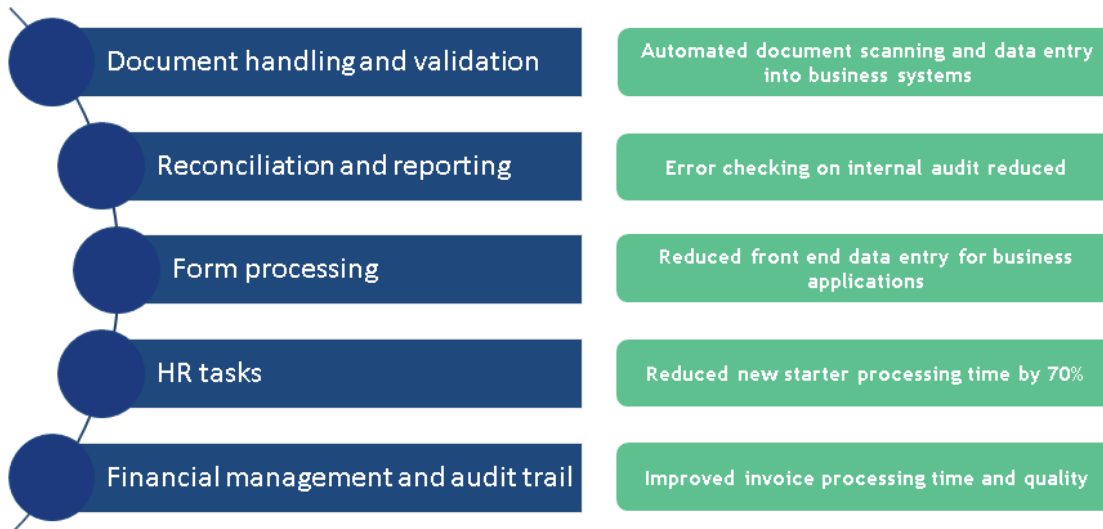 Document handling and validation
Automated document scanning and data entry
into business systems
Reconciliation and reporting
Error checking on internal audit reduced
Form processing
Reduced front end data entry for business
applications
HR tasks
Reduced new starter processing time by 70%
Financial management and audit trail
Improved invoice processing time and quality